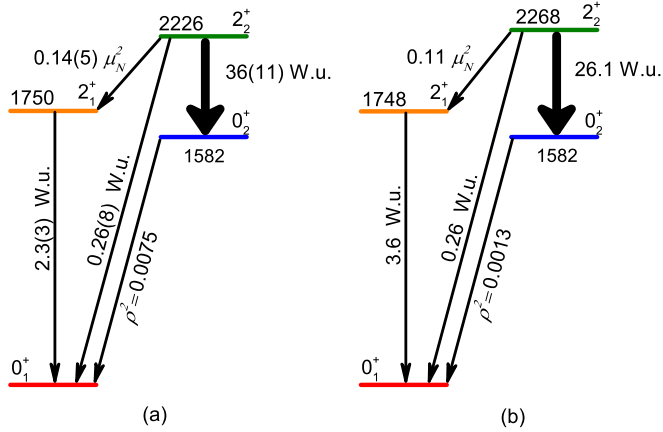 2226 2₂⁺
0.14(5) μ_N²
36(11) W.u.
1750 2₁⁺
0₂⁺
1582
2.3(3) W.u.
0.26(8) W.u.
ρ²=0.0075
0₁⁺
(a)
2268 2₂⁺
0.11 μ_N²
26.1 W.u.
1748 2₁⁺
0₂⁺
1582
3.6 W.u.
0.26 W.u.
ρ²=0.0013
0₁⁺
(b)